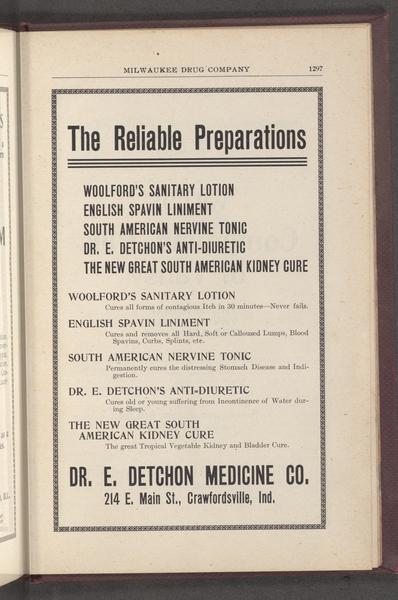 MILWAUKEE DRUG COMPANY 1297
The Reliable Preparations
WOOLFORD'S SANITARY LOTION
ENGLISH SPAVIN LINIMENT
SOUTH AMERICAN NERVINE TONIC
DR. E. DETCHON'S ANTI-DIURETIC
THE NEW GREAT SOUTH AMERICAN KIDNEY CURE
WOOLFORD'S SANITARY LOTION
Cures all forms of contagious Itch in 30 minutes—Never fails.
ENGLISH SPAVIN LINIMENT
Cures and removes all Hard, Soft or Calloused Lumps, Blood
Spavins, Curbs, Splints, etc.
SOUTH AMERICAN NERVINE TONIC
Permanently cures the distressing Stomach Disease and Indi-
gestion.
DR. E. DETCHON'S ANTI-DIURETIC
Cures old or young suffering from Incontinence of Water dur-
ing Sleep.
THE NEW GREAT SOUTH
AMERICAN KIDNEY CURE
The great Tropical Vegetable Kidney and Bladder Cure.
DR. E. DETCHON MEDICINE CO.
214 E. Main St., Crawfordsville, Ind.